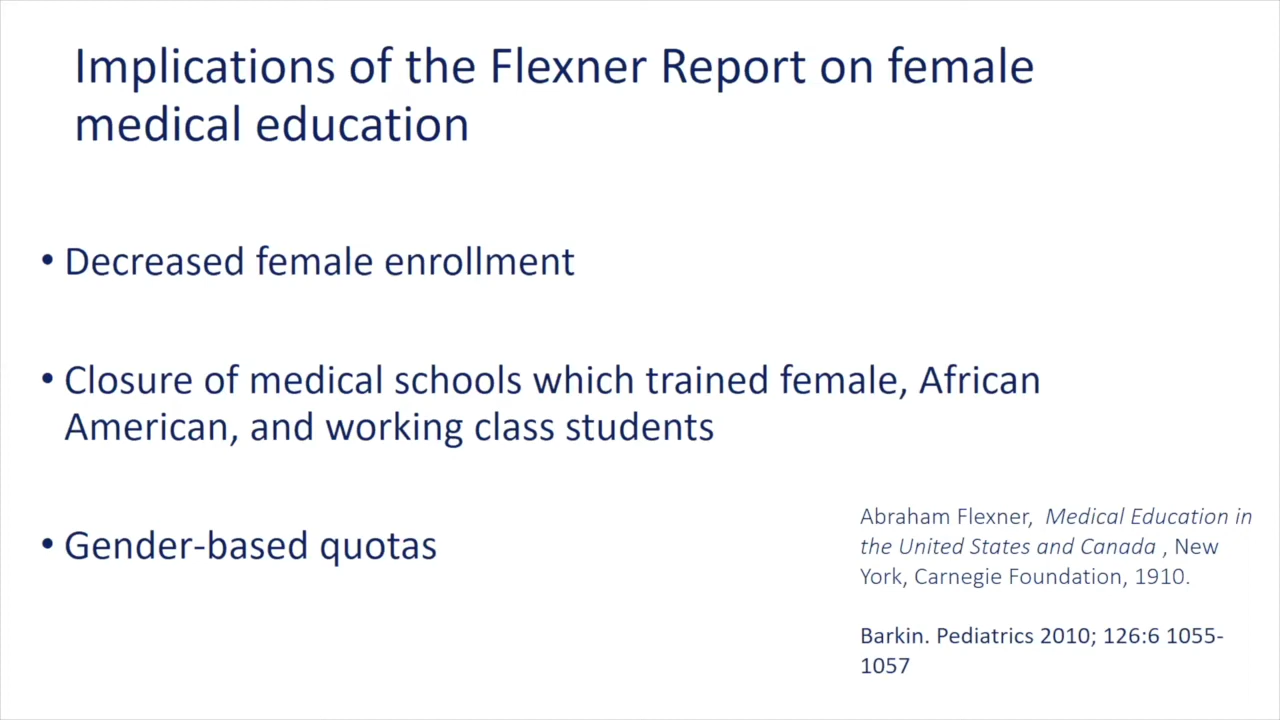 Implications of the Flexner Report on female
medical education
• Decreased female enrollment
• Closure of medical schools which trained female, African
American, and working class students
• Gender-based quotas
Abraham Flexner, Medical Education in
the United States and Canada , New
York, Carnegie Foundation, 1910.
Barkin. Pediatrics 2010; 126:6 1055-
1057